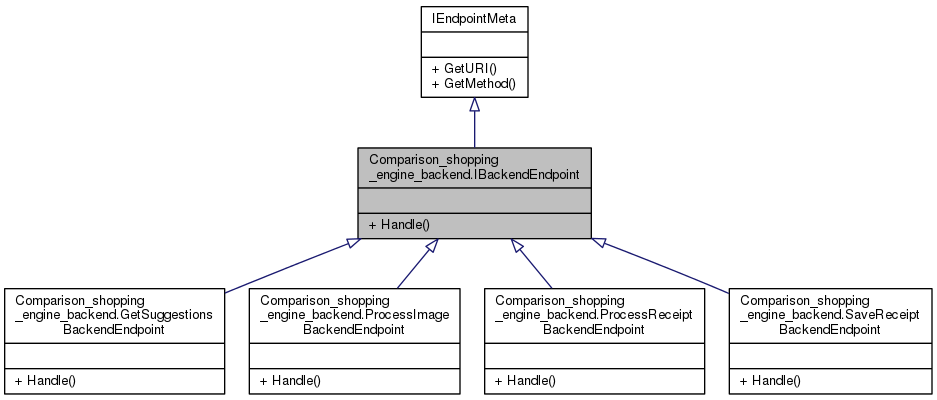 IEndpointMeta
+ GetURI()
+ GetMethod()
Comparison_shopping
_engine_backend.IBackendEndpoint
+ Handle()
Comparison_shopping
_engine_backend.GetSuggestions
BackendEndpoint
+ Handle()
Comparison_shopping
_engine_backend.ProcessImage
BackendEndpoint
+ Handle()
Comparison_shopping
_engine_backend.ProcessReceipt
BackendEndpoint
+ Handle()
Comparison_shopping
_engine_backend.SaveReceipt
BackendEndpoint
+ Handle()